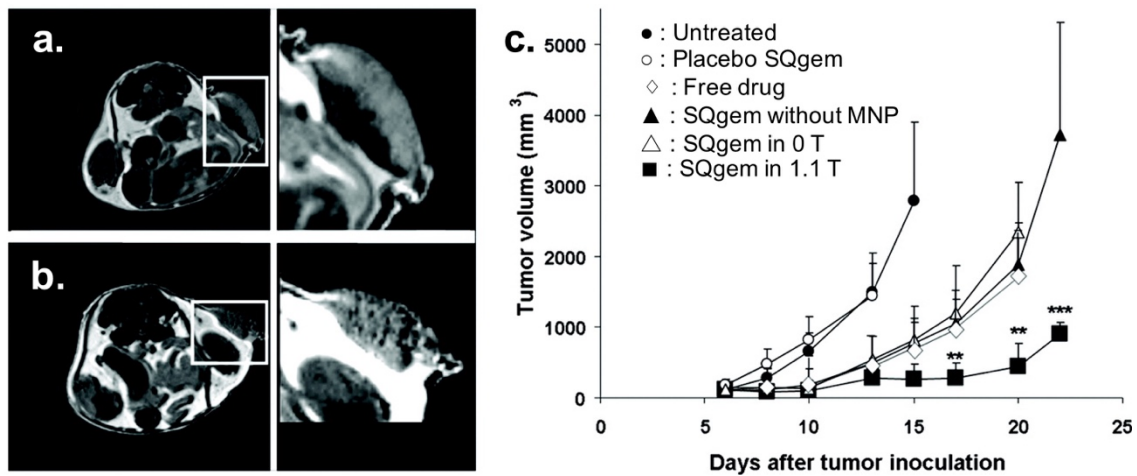 a.
b.
c.
● : Untreated
○ : Placebo SQgem
◇ : Free drug
▲ : SQgem without MNP
△ : SQgem in 0 T
■ : SQgem in 1.1 T
Tumor volume (mm 3)
5000
4000
3000
2000
1000
0
** ** ***
0 5 10 15 20 25
Days after tumor inoculation